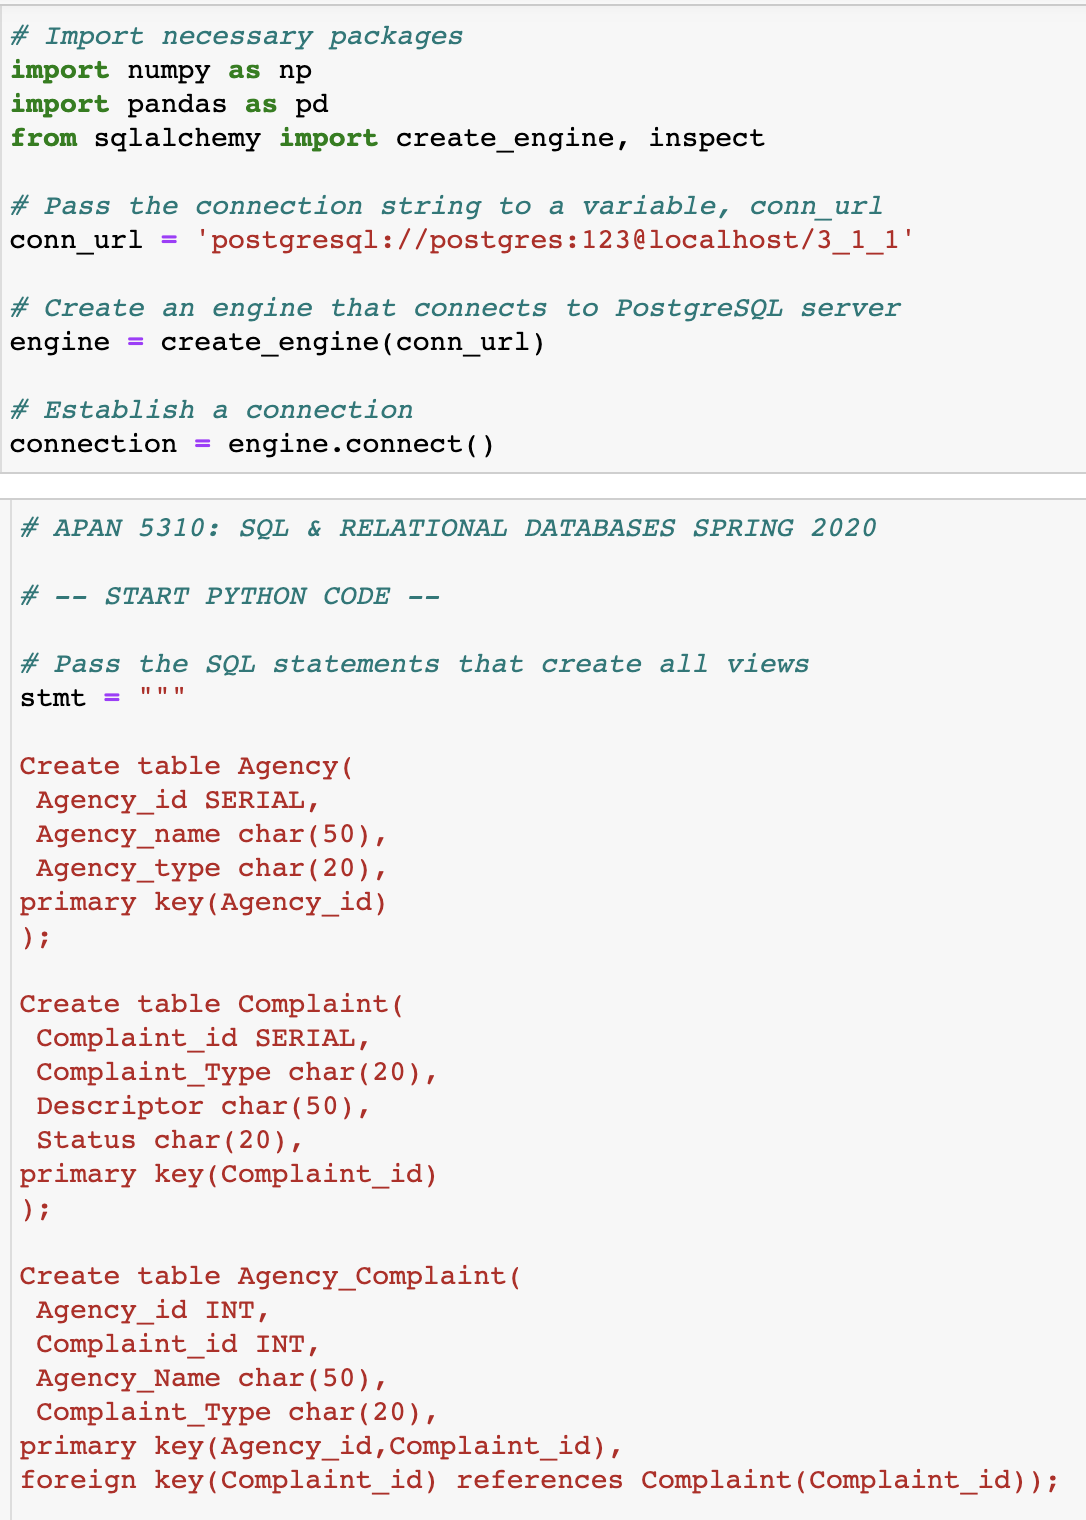 # Import necessary packages
import numpy as np
import pandas as pd
from sqlalchemy import create_engine, inspect
# Pass the connection string to a variable, conn_url
conn_url = 'postgresql://postgres:123@localhost/3_1_1'
# Create an engine that connects to PostgreSQL server
engine = create_engine(conn_url)
# Establish a connection
connection = engine.connect()
# APAN 5310: SQL & RELATIONAL DATABASES SPRING 2020
# -- START PYTHON CODE --
# Pass the SQL statements that create all views
stmt = """
Create table Agency(
 Agency_id SERIAL,
 Agency_name char(50),
 Agency_type char(20),
primary key(Agency_id)
);
Create table Complaint(
 Complaint_id SERIAL,
 Complaint_Type char(20),
 Descriptor char(50),
 Status char(20),
primary key(Complaint_id)
);
Create table Agency_Complaint(
 Agency_id INT,
 Complaint_id INT,
 Agency_Name char(50),
 Complaint_Type char(20),
primary key(Agency_id,Complaint_id),
foreign key(Complaint_id) references Complaint(Complaint_id));